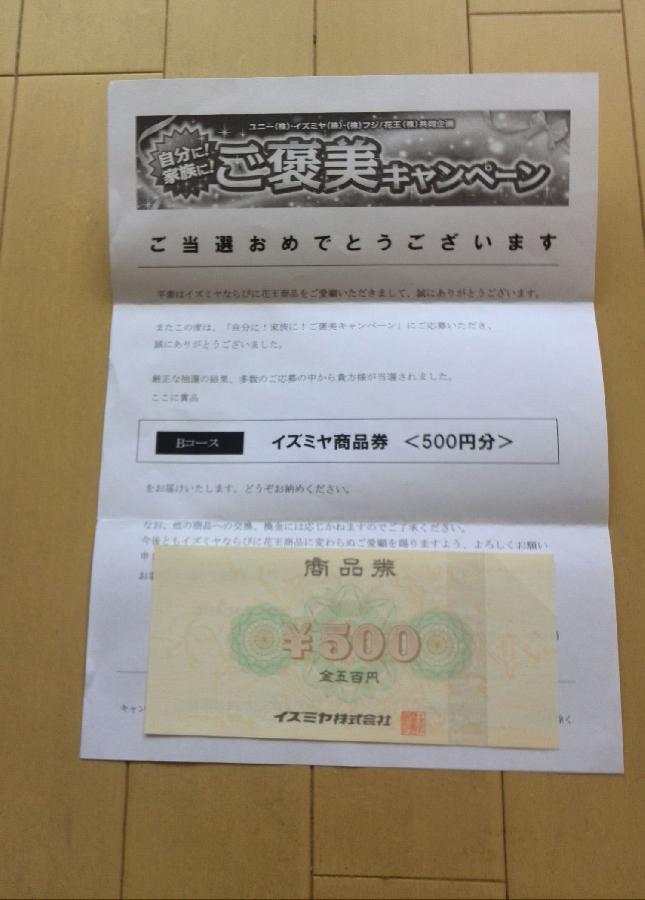 ユニー(株)・イズミヤ(株)・(株)フジ/花王(株)共同企画
自分に!
家族に!
ご褒美キャンペーン
ご当選おめでとうございます
平素はイズミヤならびに花王商品をご愛顧いただきまして、誠にありがとうございます。
またこの度は、「自分に!家族に!ご褒美キャンペーン」にご応募いただき、
誠にありがとうございました。
厳正な抽選の結果、多数のご応募の中から貴方様が当選されました。
ここに賞品
Bコース イズミヤ商品券 <500円分>
をお届けいたします。どうぞお納めください。
なお、他の商品への交換、換金には応じかねますのでご了承ください。
今後ともイズミヤならびに花王商品に変わらぬご愛顧を賜りますよう、よろしくお願い
申
お
商品券
¥500
金五百円
イズミヤ株式会社
キャン